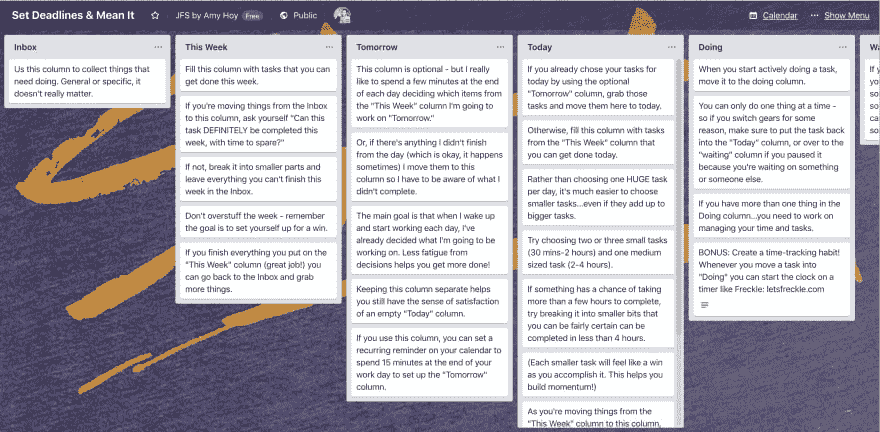 Set Deadlines & Mean It
JFS by Amy Hoy
Free
Public
Calendar
··· Show Menu
Inbox
Us this column to collect things that
need doing. General or specific, it
doesn't really matter.
This Week
Fill this column with tasks that you can
get done this week.
If you're moving things from the Inbox
to this column, ask yourself "Can this
task DEFINITELY be completed this
week, with time to spare?"
If not, break it into smaller parts and
leave everything you can't finish this
week in the Inbox.
Don't overstuff the week - remember
the goal is to set yourself up for a win.
If you finish everything you put on the
"This Week" column (great job!) you
can go back to the Inbox and grab
more things.
Tomorrow
This column is optional - but I really
like to spend a few minutes at the end
of each day deciding which items from
the "This Week" column I'm going to
work on "Tomorrow."
Or, if there's anything I didn't finish
from the day (which is okay, it happens
sometimes) I move them to this
column so I have to be aware of what I
didn't complete.
The main goal is that when I wake up
and start working each day, I've
already decided what I'm going to be
working on. Less fatigue from
decisions helps you get more done!
Keeping this column separate helps
you still have the sense of satisfaction
of an empty "Today" column.
If you use this column, you can set a
recurring reminder on your calendar to
spend 15 minutes at the end of your
work day to set up the "Tomorrow"
column.
Today
If you already chose your tasks for
today by using the optional
"Tomorrow" column, grab those
tasks and move them here to today.
Otherwise, fill this column with tasks
from the "This Week" column that
you can get done today.
Rather than choosing one HUGE task
per day, it's much easier to choose
smaller tasks...even if they add up to
bigger tasks.
Try choosing two or three small tasks
(30 mins-2 hours) and one medium
sized task (2-4 hours).
If something has a chance of taking
more than a few hours to complete,
try breaking it into smaller bits that
you can be fairly certain can be
completed in less than 4 hours.
(Each smaller task will feel like a win
as you accomplish it. This helps you
build momentum!)
As you're moving things from the
"This Week" column to this column,
Doing
When you start actively doing a task,
move it to the doing column.
You can only do one thing at a time -
so if you switch gears for some
reason, make sure to put the task back
into the "Today" column, or over to the
"waiting" column if you paused it
because you're waiting on something
or someone else.
If you have more than one thing in the
Doing column...you need to work on
managing your time and tasks.
BONUS: Create a time-tracking habit!
Whenever you move a task into
"Doing" you can start the clock on a
timer like Freckle: letsfreckle.com